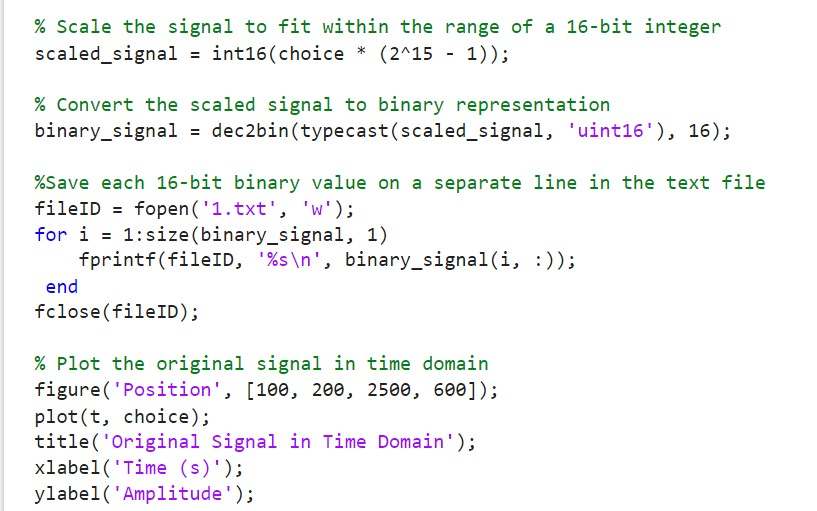 % Scale the signal to fit within the range of a 16-bit integer
scaled_signal = int16(choice * (2^15 - 1));
% Convert the scaled signal to binary representation
binary_signal = dec2bin(typecast(scaled_signal, 'uint16'), 16);
%Save each 16-bit binary value on a separate line in the text file
fileID = fopen('1.txt', 'w');
for i = 1:size(binary_signal, 1)
    fprintf(fileID, '%s\n', binary_signal(i, :));
 end
fclose(fileID);
% Plot the original signal in time domain
figure('Position', [100, 200, 2500, 600]);
plot(t, choice);
title('Original Signal in Time Domain');
xlabel('Time (s)');
ylabel('Amplitude');